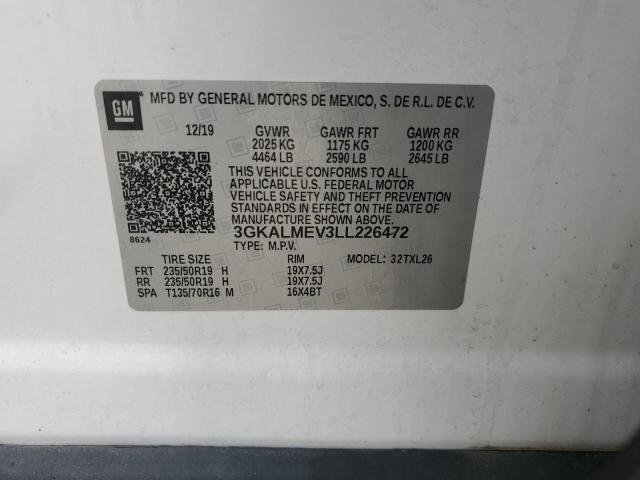 GM
MFD BY GENERAL MOTORS DE MEXICO, S. DE R.L. DE C.V.
12/19 GVWR GAWR FRT GAWR RR
2025 KG 1175 KG 1200 KG
4464 LB 2590 LB 2645 LB
THIS VEHICLE CONFORMS TO ALL
APPLICABLE U.S. FEDERAL MOTOR
VEHICLE SAFETY AND THEFT PREVENTION
STANDARDS IN EFFECT ON THE DATE OF
MANUFACTURE SHOWN ABOVE.
3GKALMEV3LL226472
8624
TYPE: M.P.V.
TIRE SIZE RIM MODEL: 32TXL26
FRT 235/50R19 H 19X7.5J
RR 235/50R19 H 19X7.5J
SPA T135/70R16 M 16X4BT